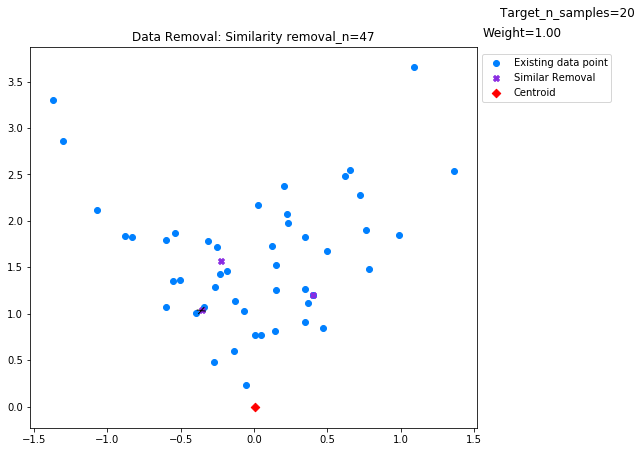 Target_n_samples=20
Weight=1.00
Data Removal: Similarity removal_n=47
Existing data point
Similar Removal
Centroid
3.5
3.0
2.5
2.0
1.5
1.0
0.5
0.0
−1.5 −1.0 −0.5 0.0 0.5 1.0 1.5